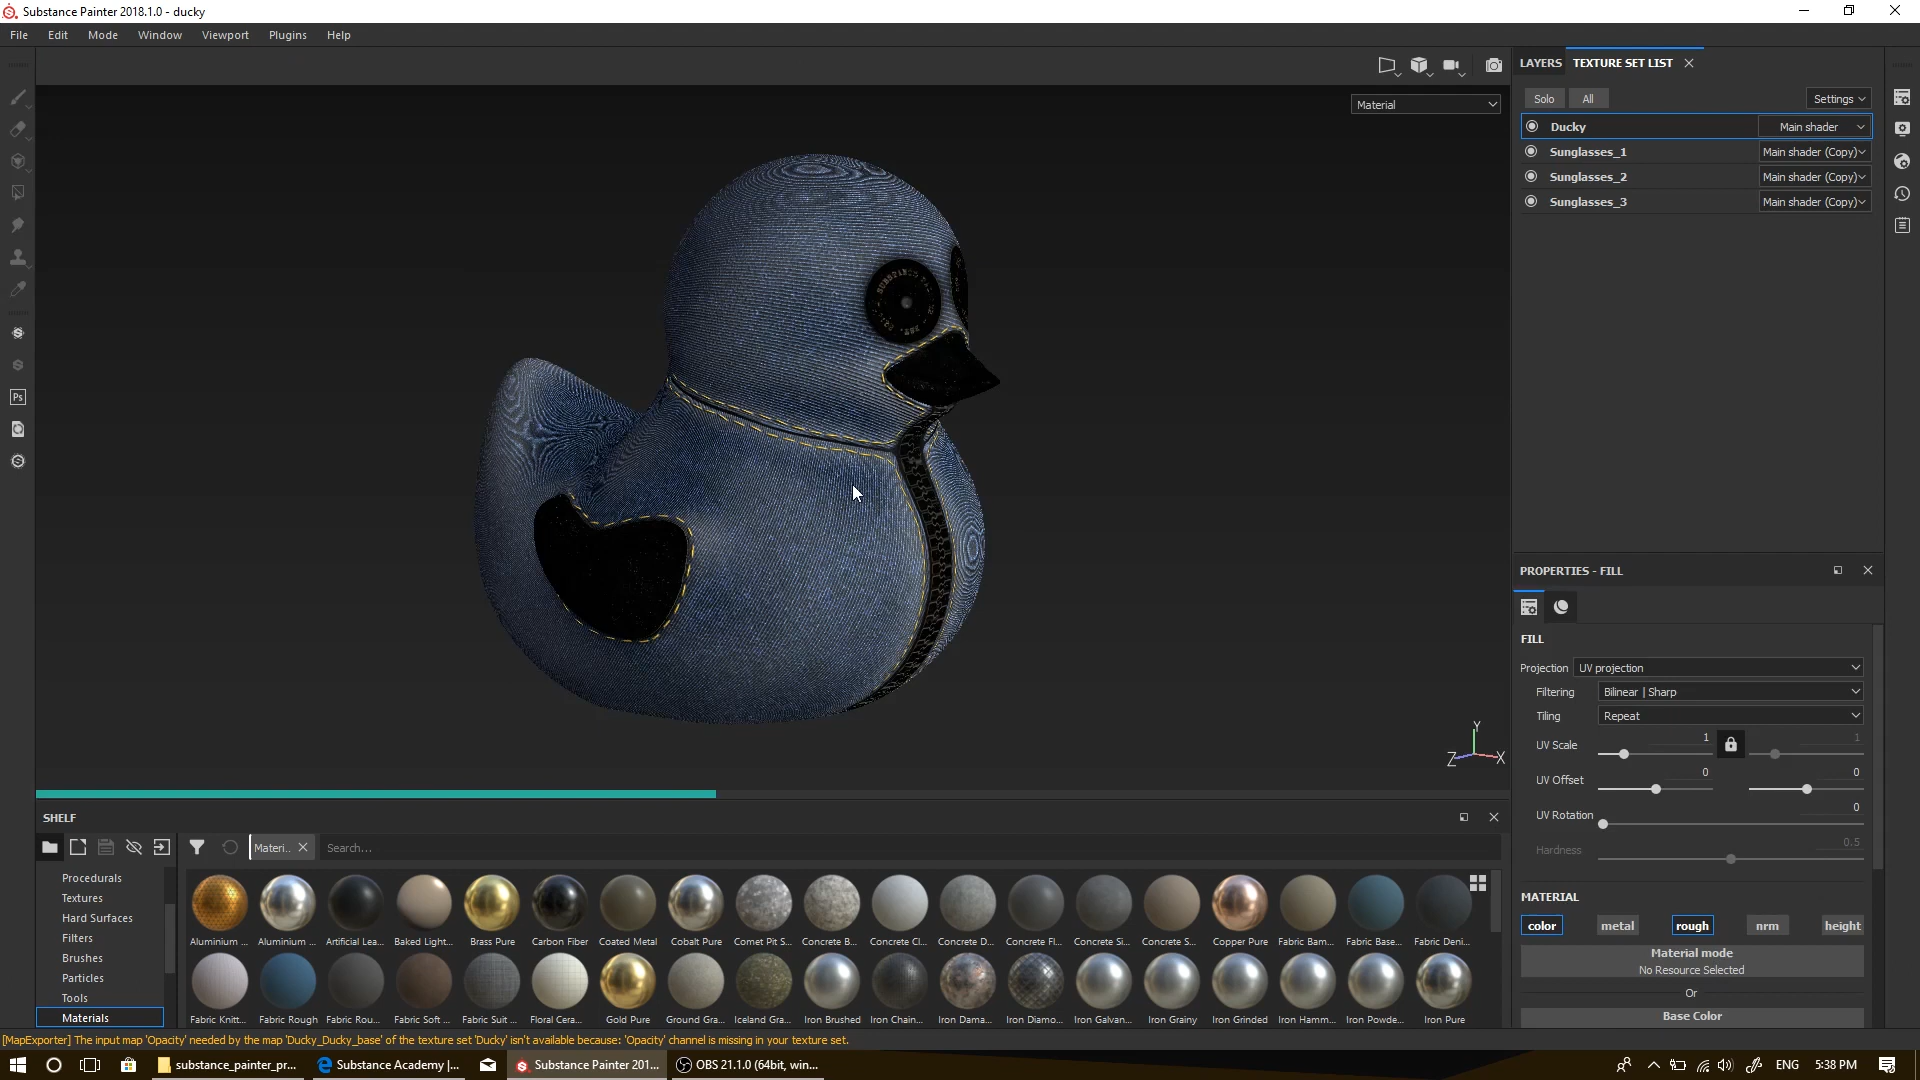 Substance Painter 2018.1.0 - ducky
File Edit Mode Window Viewport Plugins Help
LAYERS TEXTURE SET LIST
Material
Solo All Settings
Ducky Main shader
Sunglasses_1 Main shader (Copy)
Sunglasses_2 Main shader (Copy)
Sunglasses_3 Main shader (Copy)
SUBSTANCE
Y
Z X
PROPERTIES - FILL
FILL
Projection UV projection
Filtering Bilinear | Sharp
Tiling Repeat
UV Scale 1 1
UV Offset 0 0
UV Rotation 0
Hardness 0.5
MATERIAL
color metal rough nrm height
Material mode
No Resource Selected
Or
Base Color
Ps
SHELF
Materi.. Search...
Procedurals
Textures
Hard Surfaces
Filters
Brushes
Particles
Tools
Materials
Aluminium ... Aluminium ... Artificial Lea... Baked Light... Brass Pure Carbon Fiber Coated Metal Cobalt Pure Comet Pit S... Concrete B... Concrete Cl... Concrete D... Concrete Fl... Concrete Si... Concrete S... Copper Pure Fabric Bam... Fabric Base... Fabric Deni...
Fabric Knitt... Fabric Rough Fabric Rou... Fabric Soft ... Fabric Suit ... Floral Cera... Gold Pure Ground Gra... Iceland Gra... Iron Brushed Iron Chain... Iron Dama... Iron Diamo... Iron Galvan... Iron Grainy Iron Grinded Iron Hamm... Iron Powde... Iron Pure
[MapExporter] The input map 'Opacity' needed by the map 'Ducky_Ducky_base' of the texture set 'Ducky' isn't available because: 'Opacity' channel is missing in your texture set.
substance_painter_pr... Substance Academy |... Substance Painter 201... OBS 21.1.0 (64bit, win... ENG 5:38 PM